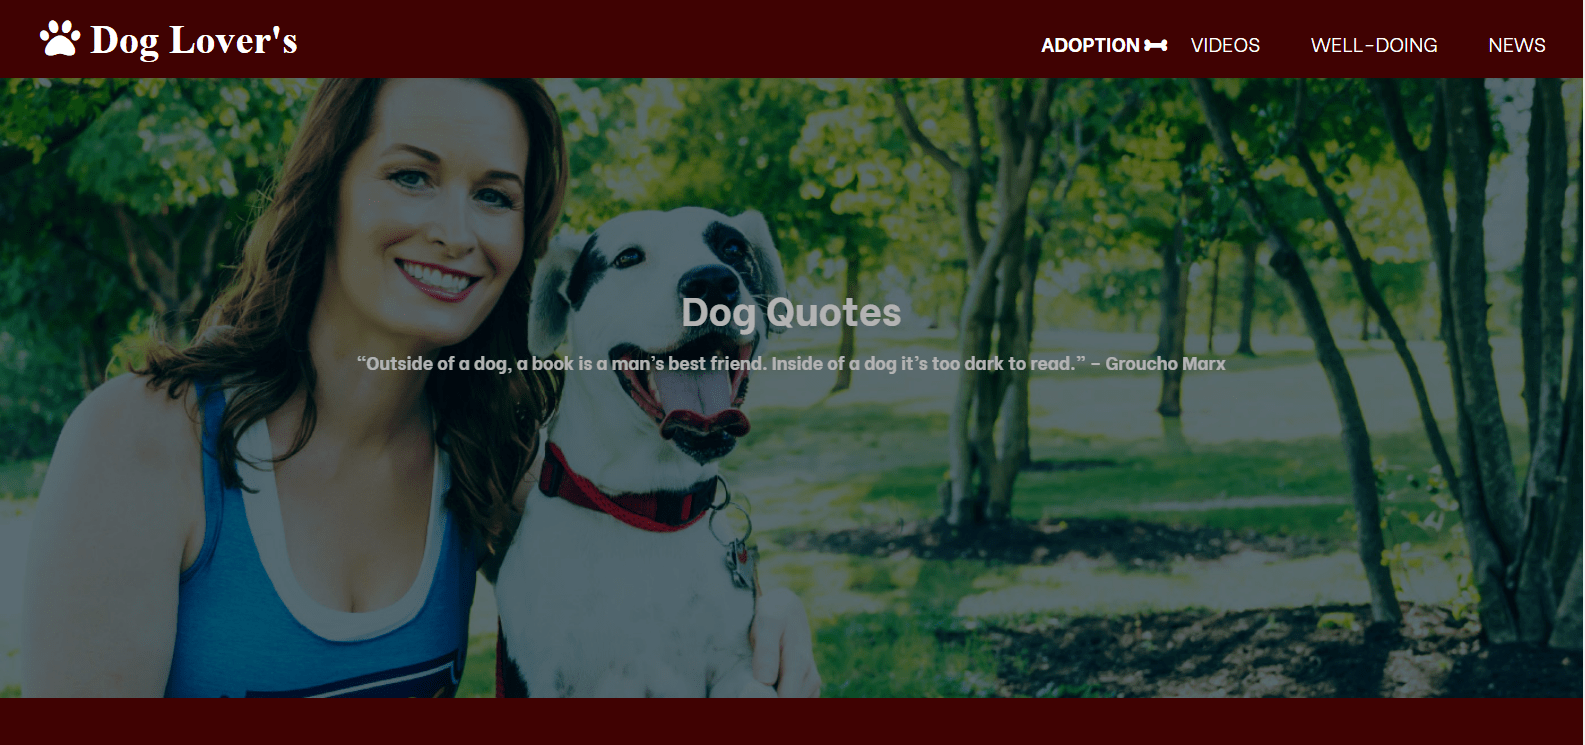 Dog Lover's
ADOPTION VIDEOS WELL-DOING NEWS
Dog Quotes
“Outside of a dog, a book is a man’s best friend. Inside of a dog it’s too dark to read.” – Groucho Marx